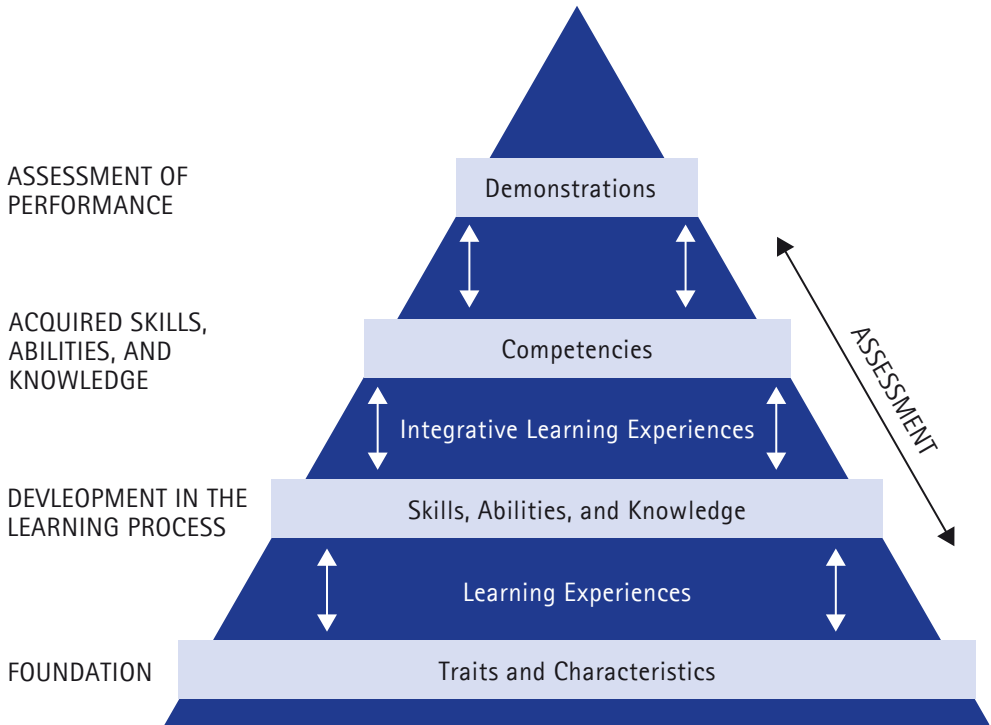 ASSESSMENT OF
PERFORMANCE
Demonstrations
ACQUIRED SKILLS,
ABILITIES, AND
KNOWLEDGE
Competencies
ASSESSMENT
Integrative Learning Experiences
DEVLEOPMENT IN THE
LEARNING PROCESS
Skills, Abilities, and Knowledge
Learning Experiences
FOUNDATION
Traits and Characteristics